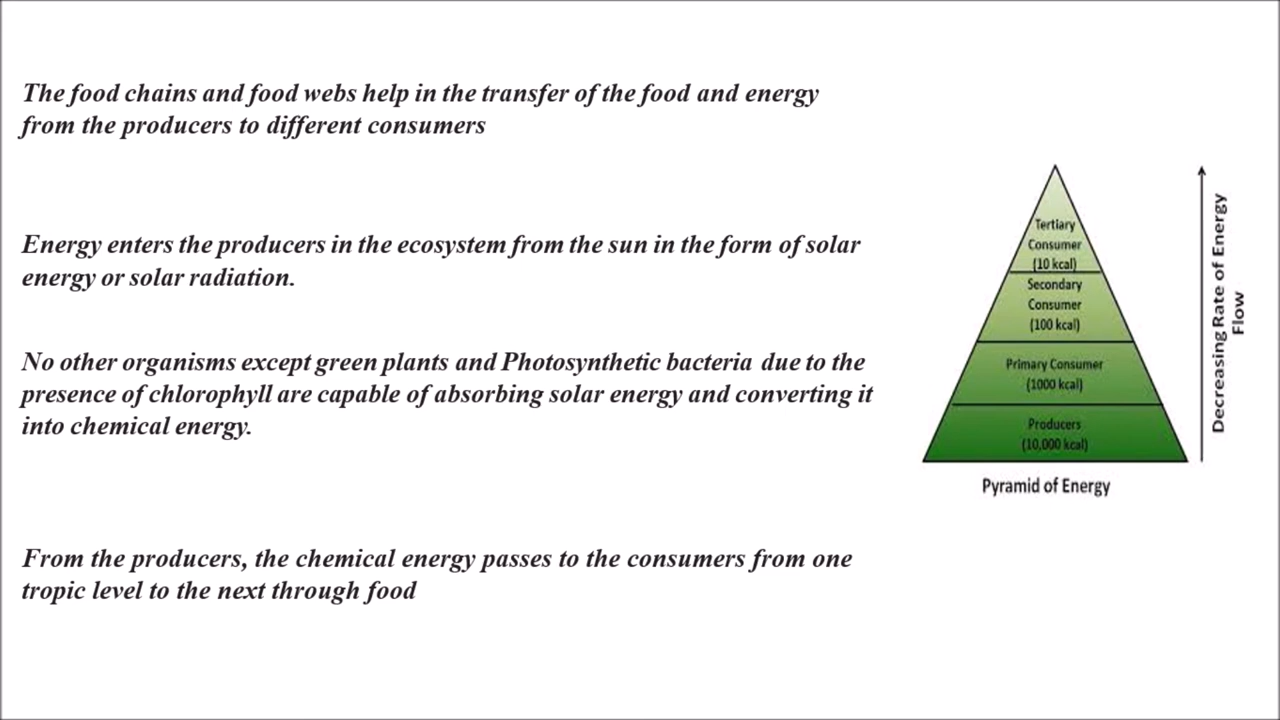 The food chains and food webs help in the transfer of the food and energy
from the producers to different consumers
Energy enters the producers in the ecosystem from the sun in the form of solar
energy or solar radiation.
No other organisms except green plants and Photosynthetic bacteria due to the
presence of chlorophyll are capable of absorbing solar energy and converting it
into chemical energy.
From the producers, the chemical energy passes to the consumers from one
tropic level to the next through food
Tertiary
Consumer
(10 kcal)
Secondary
Consumer
(100 kcal)
Primary Consumer
(1000 kcal)
Producers
(10,000 kcal)
Pyramid of Energy
Decreasing Rate of Energy
Flow